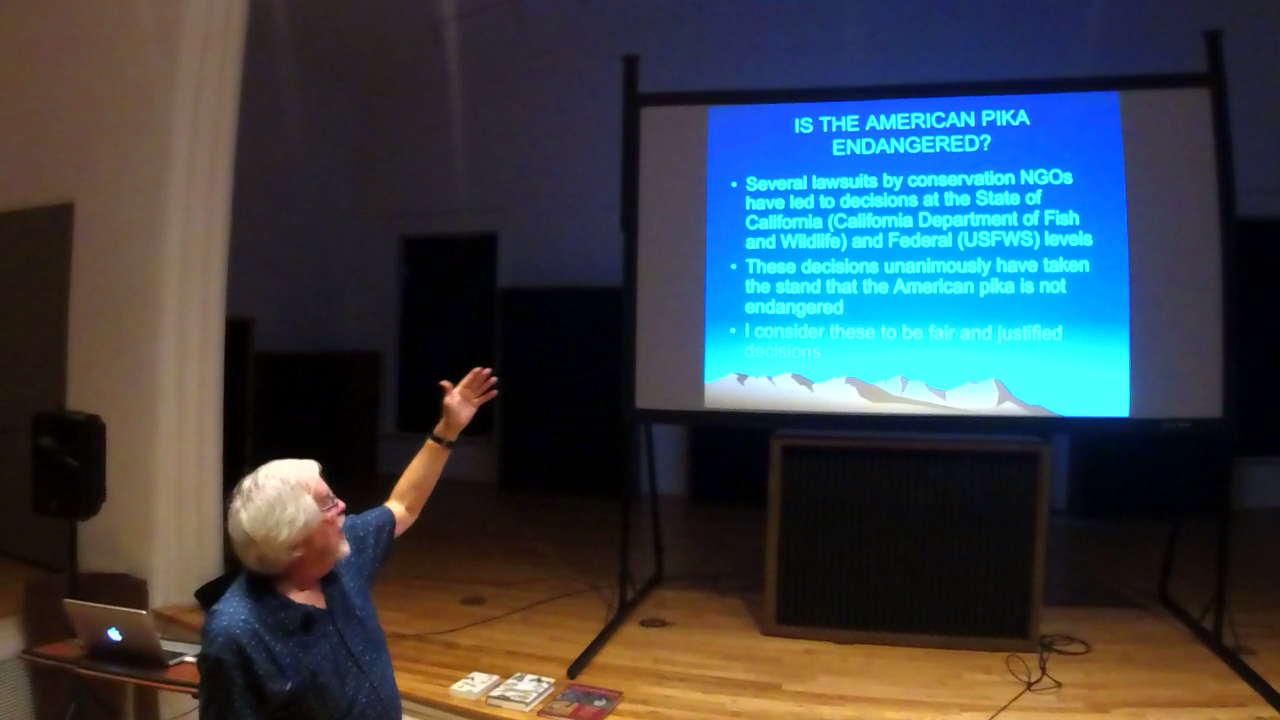 IS THE AMERICAN PIKA
ENDANGERED?
• Several lawsuits by conservation NGOs
have led to decisions at the State of
California (California Department of Fish
and Wildlife) and Federal (USFWS) levels
• These decisions unanimously have taken
the stand that the American pika is not
endangered
• I consider these to be fair and justified
decisions